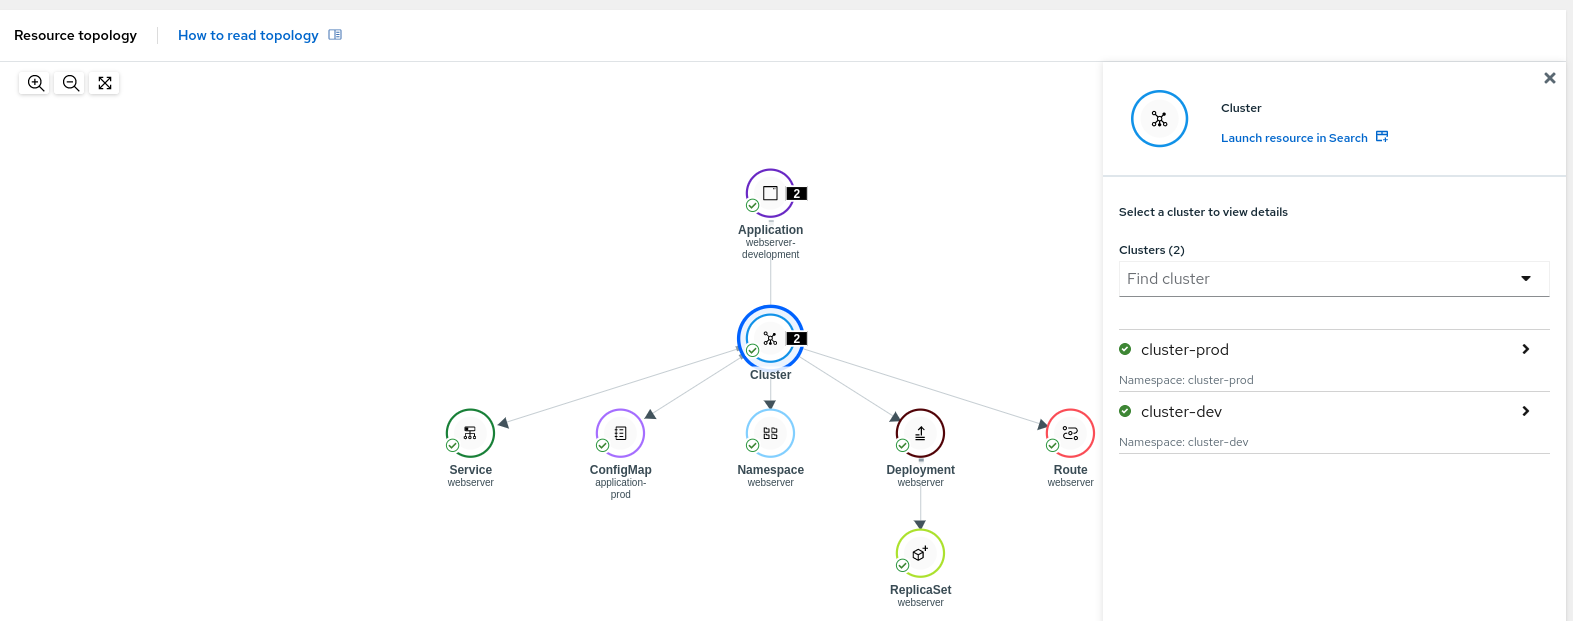 Resource topology
How to read topology
Cluster
Launch resource in Search
2
Application
webserver-
development
Select a cluster to view details
Clusters (2)
Find cluster
2
Cluster
cluster-prod
Namespace: cluster-prod
cluster-dev
Namespace: cluster-dev
Service
webserver
ConfigMap
application-
prod
Namespace
webserver
Deployment
webserver
Route
webserver
ReplicaSet
webserver